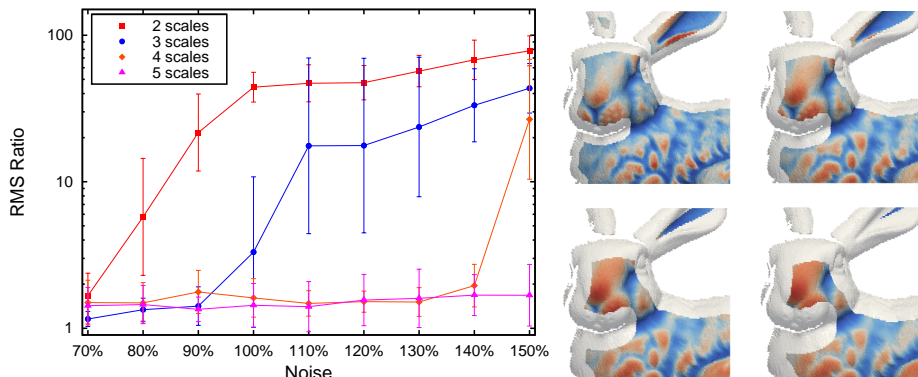 2 scales
3 scales
4 scales
5 scales
100
10
1
RMS Ratio
70% 80% 90% 100% 110% 120% 130% 140% 150%
Noise